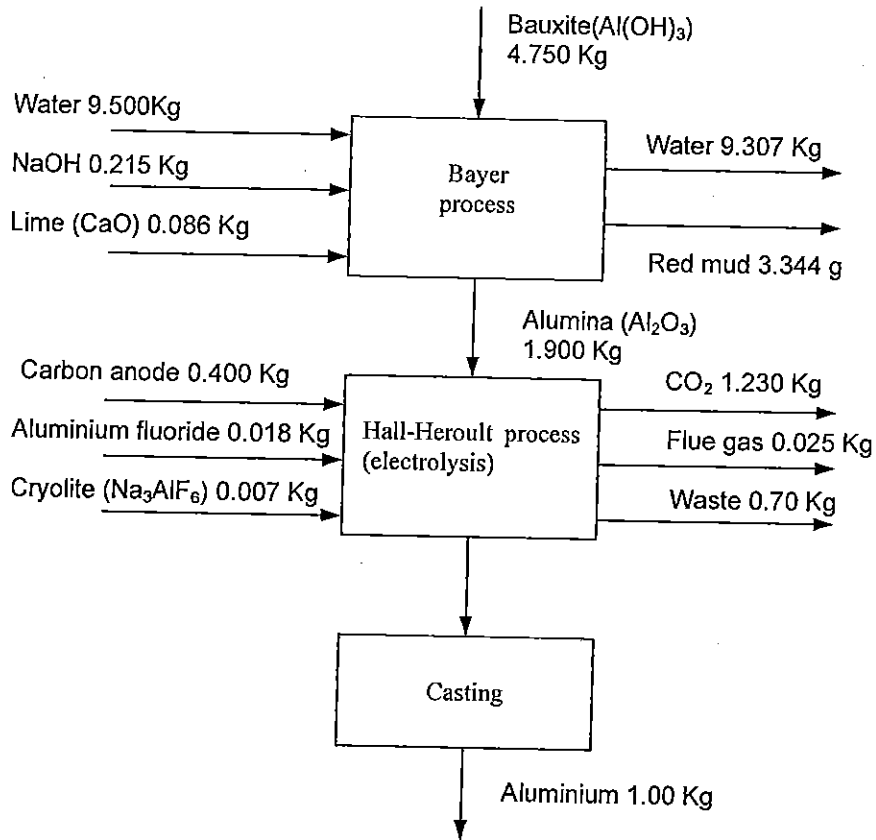 Bauxite(Al(OH)₃)
4.750 Kg
Water 9.500Kg
NaOH 0.215 Kg
Lime (CaO) 0.086 Kg
Bayer
process
Water 9.307 Kg
Red mud 3.344 g
Alumina (Al₂O₃)
1.900 Kg
Carbon anode 0.400 Kg
Aluminium fluoride 0.018 Kg
Cryolite (Na₃AlF₆) 0.007 Kg
Hall-Heroult process
(electrolysis)
CO₂ 1.230 Kg
Flue gas 0.025 Kg
Waste 0.70 Kg
Casting
Aluminium 1.00 Kg